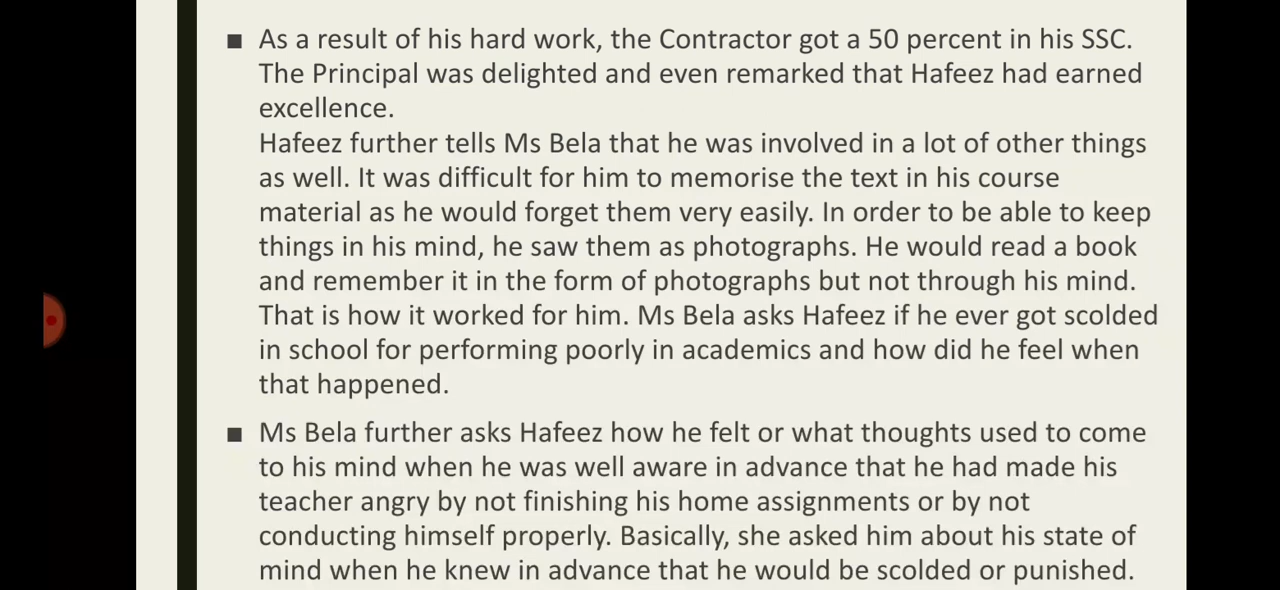 ■ As a result of his hard work, the Contractor got a 50 percent in his SSC.
The Principal was delighted and even remarked that Hafeez had earned
excellence.
Hafeez further tells Ms Bela that he was involved in a lot of other things
as well. It was difficult for him to memorise the text in his course
material as he would forget them very easily. In order to be able to keep
things in his mind, he saw them as photographs. He would read a book
and remember it in the form of photographs but not through his mind.
That is how it worked for him. Ms Bela asks Hafeez if he ever got scolded
in school for performing poorly in academics and how did he feel when
that happened.
■ Ms Bela further asks Hafeez how he felt or what thoughts used to come
to his mind when he was well aware in advance that he had made his
teacher angry by not finishing his home assignments or by not
conducting himself properly. Basically, she asked him about his state of
mind when he knew in advance that he would be scolded or punished.